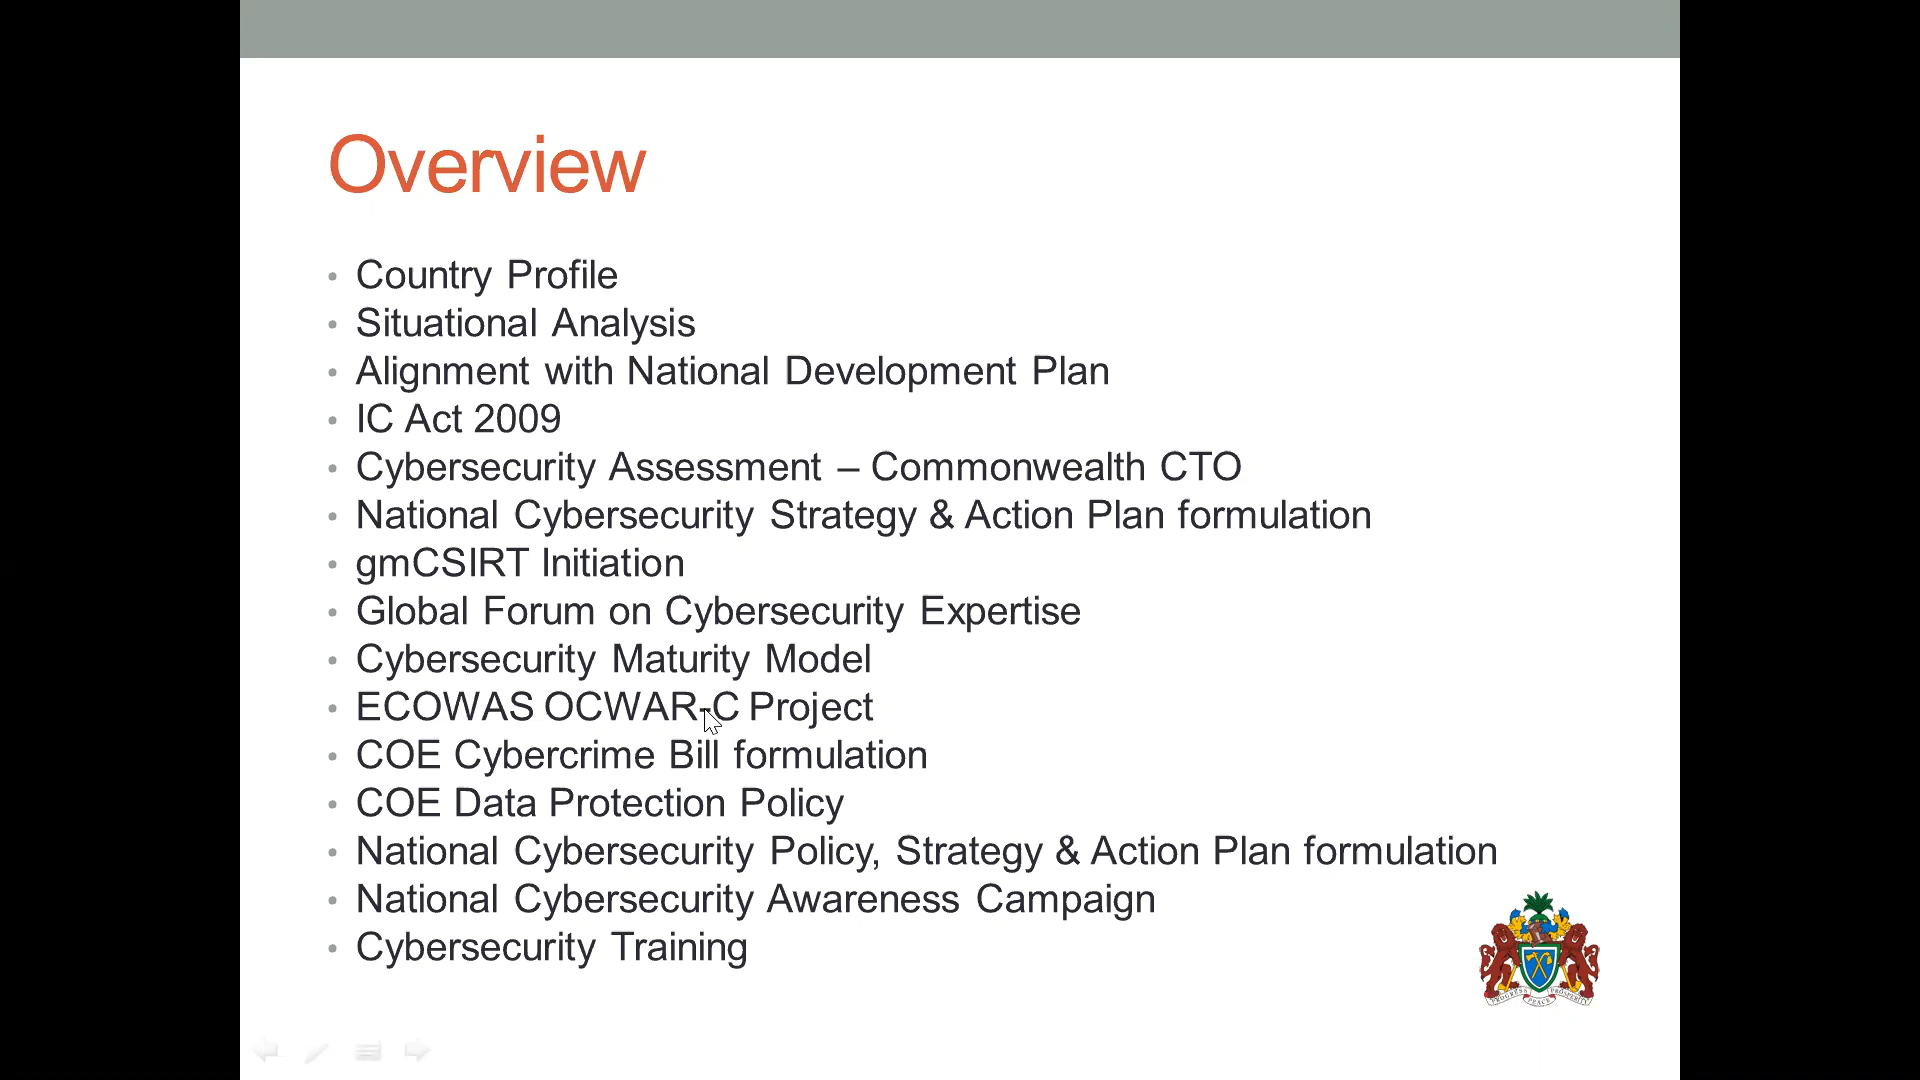 Overview
• Country Profile
• Situational Analysis
• Alignment with National Development Plan
• IC Act 2009
• Cybersecurity Assessment – Commonwealth CTO
• National Cybersecurity Strategy & Action Plan formulation
• gmCSIRT Initiation
• Global Forum on Cybersecurity Expertise
• Cybersecurity Maturity Model
• ECOWAS OCWAR-C Project
• COE Cybercrime Bill formulation
• COE Data Protection Policy
• National Cybersecurity Policy, Strategy & Action Plan formulation
• National Cybersecurity Awareness Campaign
• Cybersecurity Training
PROGRESS PEACE PROSPERITY